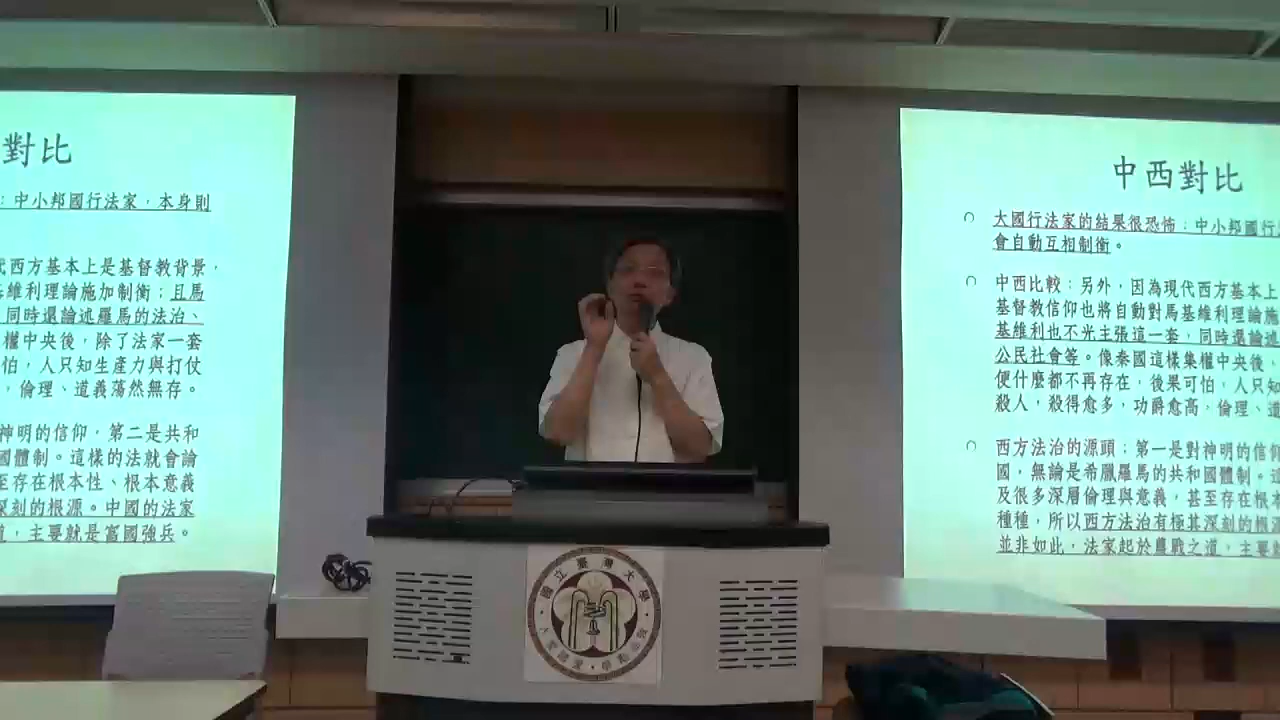 對比
：中小邦國行法家，本身則
代西方基本上是基督教背景，
基維利理論施加制衡；且馬
，同時還論述羅馬的法治、
權中央後，除了法家一套
怕，人只知生產力與打仗
，倫理、道義蕩然無存。
神明的信仰，第二是共和
國體制。這樣的法就會論
至存在根本性、根本意義
深刻的根源。中國的法家
道，主要就是富國強兵。
國立臺灣大學
中西對比
大國行法家的結果很恐怖：中小邦國行
會自動互相制衡。
中西比較：另外，因為現代西方基本上
基督教信仰也將自動對馬基維利理論施
基維利也不光主張這一套，同時還論述
公民社會等。像秦國這樣集權中央後，
便什麼都不再存在，後果可怕，人只知
殺人，殺得愈多，功爵愈高，倫理、道
西方法治的源頭：第一是對神明的信仰
國，無論是希臘羅馬的共和國體制。這
及很多深層倫理與意義，甚至存在根本
種種，所以西方法治有極其深刻的根源
並非如此，法家起於農戰之道，主要